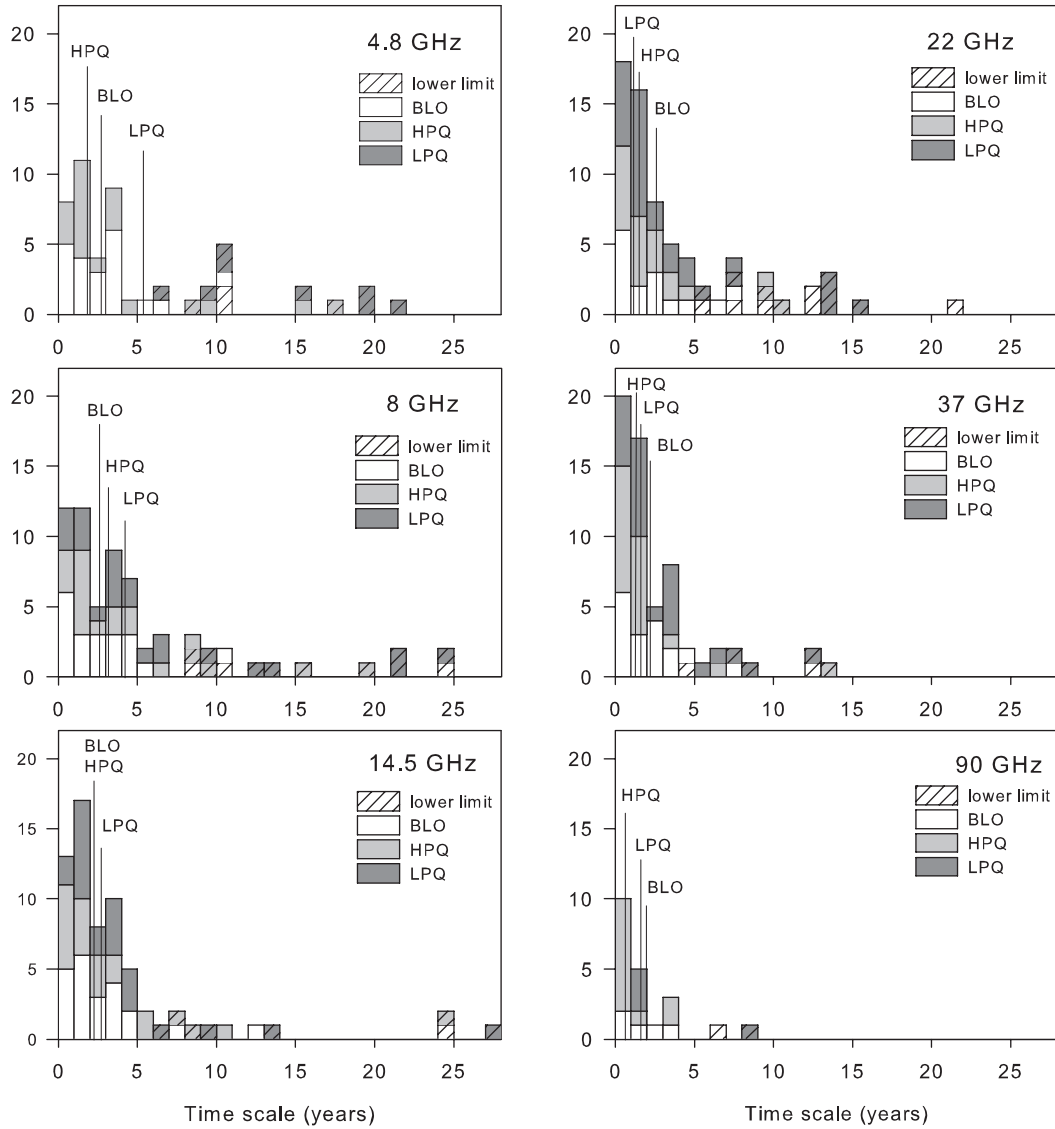 4.8 GHz
HPQ
BLO
LPQ
lower limit
BLO
HPQ
LPQ
20
15
10
5
0
0 5 10 15 20 25
22 GHz
LPQ
HPQ
BLO
lower limit
BLO
HPQ
LPQ
20
15
10
5
0
0 5 10 15 20 25
8 GHz
BLO
HPQ
LPQ
lower limit
BLO
HPQ
LPQ
20
15
10
5
0
0 5 10 15 20 25
37 GHz
HPQ
LPQ
BLO
lower limit
BLO
HPQ
LPQ
20
15
10
5
0
0 5 10 15 20 25
14.5 GHz
BLO
HPQ
LPQ
lower limit
BLO
HPQ
LPQ
20
15
10
5
0
0 5 10 15 20 25
Time scale (years)
90 GHz
HPQ
LPQ
BLO
lower limit
BLO
HPQ
LPQ
20
15
10
5
0
0 5 10 15 20 25
Time scale (years)